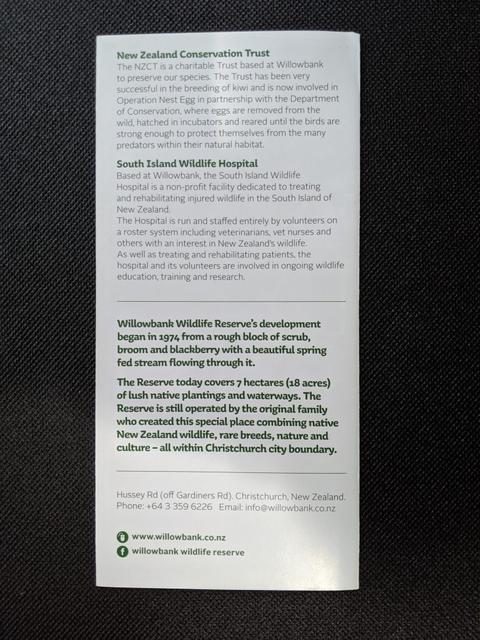 New Zealand Conservation Trust
The NZCT is a charitable Trust based at Willowbank
to preserve our species. The Trust has been very
successful in the breeding of kiwi and is now involved in
Operation Nest Egg in partnership with the Department
of Conservation, where eggs are removed from the
wild, hatched in incubators and reared until the birds are
strong enough to protect themselves from the many
predators within their natural habitat.
South Island Wildlife Hospital
Based at Willowbank, the South Island Wildlife
Hospital is a non-profit facility dedicated to treating
and rehabilitating injured wildlife in the South Island of
New Zealand.
The Hospital is run and staffed entirely by volunteers on
a roster system including veterinarians, vet nurses and
others with an interest in New Zealand's wildlife.
As well as treating and rehabilitating patients, the
hospital and its volunteers are involved in ongoing wildlife
education, training and research.
Willowbank Wildlife Reserve's development
began in 1974 from a rough block of scrub,
broom and blackberry with a beautiful spring
fed stream flowing through it.
The Reserve today covers 7 hectares (18 acres)
of lush native plantings and waterways. The
Reserve is still operated by the original family
who created this special place combining native
New Zealand wildlife, rare breeds, nature and
culture – all within Christchurch city boundary.
Hussey Rd (off Gardiners Rd). Christchurch, New Zealand.
Phone: +64 3 359 6226 Email: info@willowbank.co.nz
www.willowbank.co.nz
f willowbank wildlife reserve